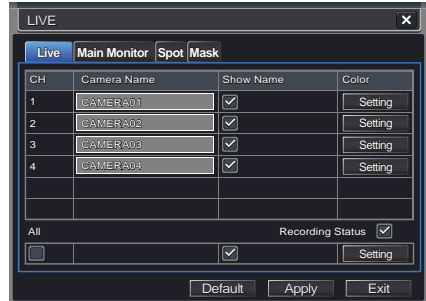 LIVE
Live Main Monitor Spot Mask
CH Camera Name Show Name Color
1 CAMERA01 Setting
2 CAMERA02 Setting
3 CAMERA03 Setting
4 CAMERA04 Setting
All Recording Status
Setting
Default Apply Exit